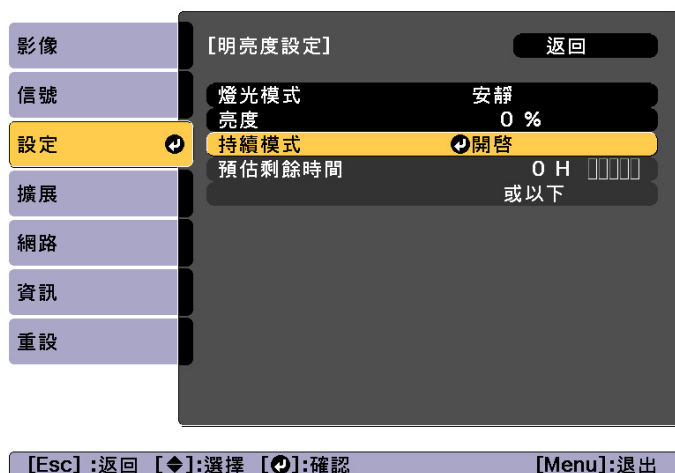 影像
信號
設定
擴展
網路
資訊
重設
[明亮度設定] 返回
燈光模式 安靜
亮度 0 %
持續模式 開啓
預估剩餘時間 0 H
或以下
[Esc] :返回 [◆]:選擇 [↵]:確認 [Menu]:退出